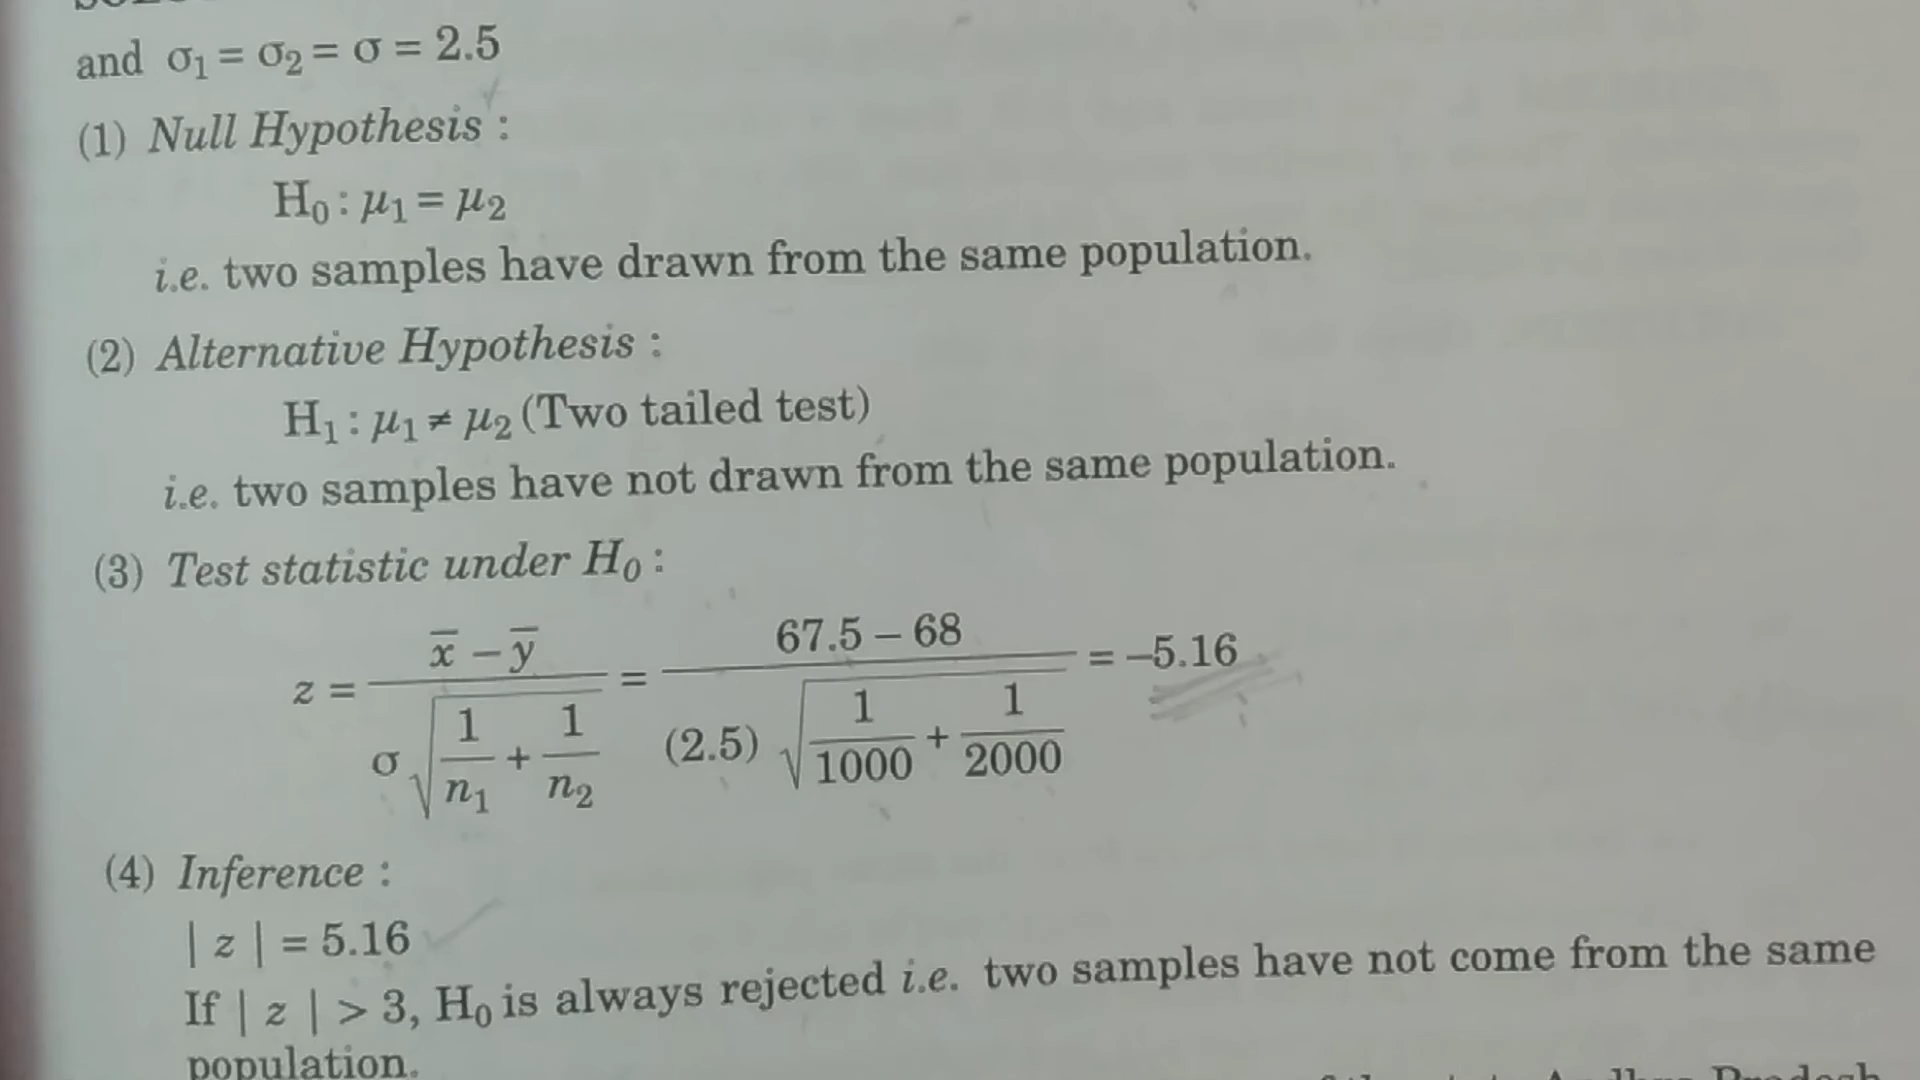 and σ₁ = σ₂ = σ = 2.5
(1) Null Hypothesis :
H₀ : μ₁ = μ₂
i.e. two samples have drawn from the same population.
(2) Alternative Hypothesis :
H₁ : μ₁ ≠ μ₂ (Two tailed test)
i.e. two samples have not drawn from the same population.
(3) Test statistic under H₀ :
z = (x̄ − ȳ) / (σ √(1/n₁ + 1/n₂)) = (67.5 – 68) / ((2.5) √(1/1000 + 1/2000)) = –5.16
(4) Inference :
| z | = 5.16
If | z | > 3, H₀ is always rejected i.e. two samples have not come from the same
population.